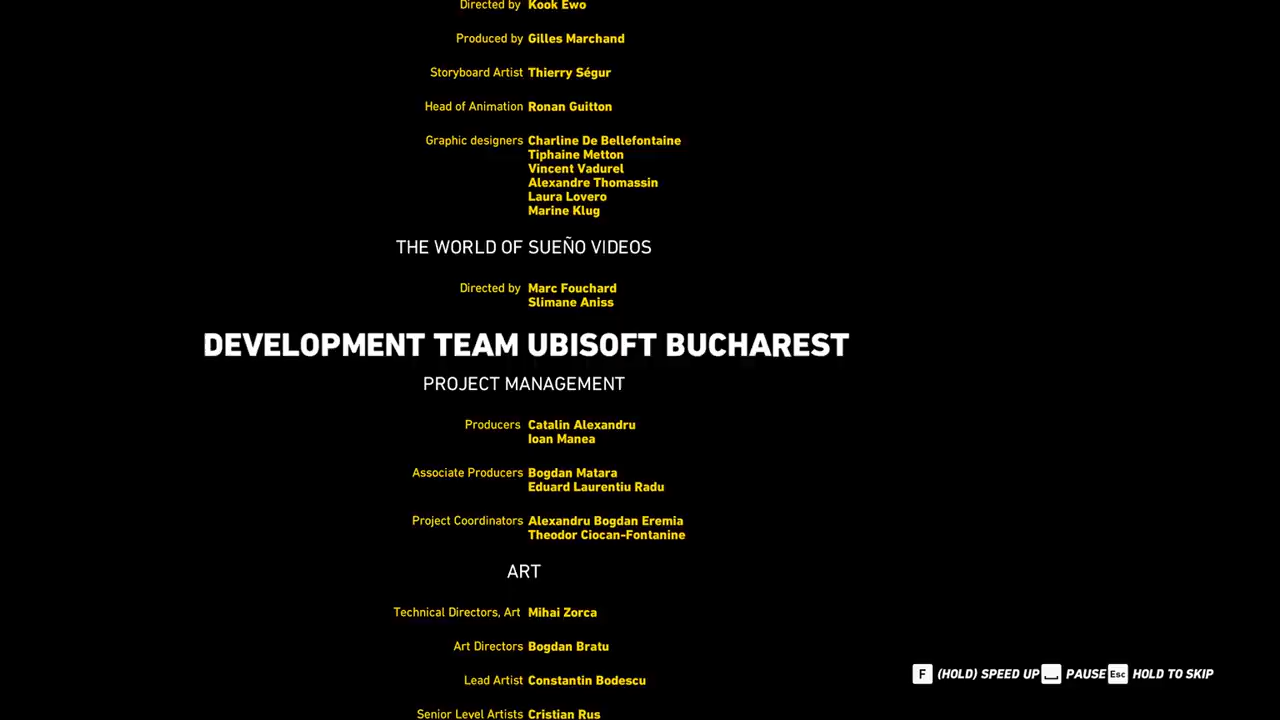 Directed by Kook Ewo
Produced by Gilles Marchand
Storyboard Artist Thierry Ségur
Head of Animation Ronan Guitton
Graphic designers Charline De Bellefontaine
Tiphaine Metton
Vincent Vadurel
Alexandre Thomassin
Laura Lovero
Marine Klug
THE WORLD OF SUEÑO VIDEOS
Directed by Marc Fouchard
Slimane Aniss
DEVELOPMENT TEAM UBISOFT BUCHAREST
PROJECT MANAGEMENT
Producers Catalin Alexandru
Ioan Manea
Associate Producers Bogdan Matara
Eduard Laurentiu Radu
Project Coordinators Alexandru Bogdan Eremia
Theodor Ciocan-Fontanine
ART
Technical Directors, Art Mihai Zorca
Art Directors Bogdan Bratu
Lead Artist Constantin Bodescu
Senior Level Artists Cristian Rus
F (HOLD) SPEED UP PAUSE Esc HOLD TO SKIP